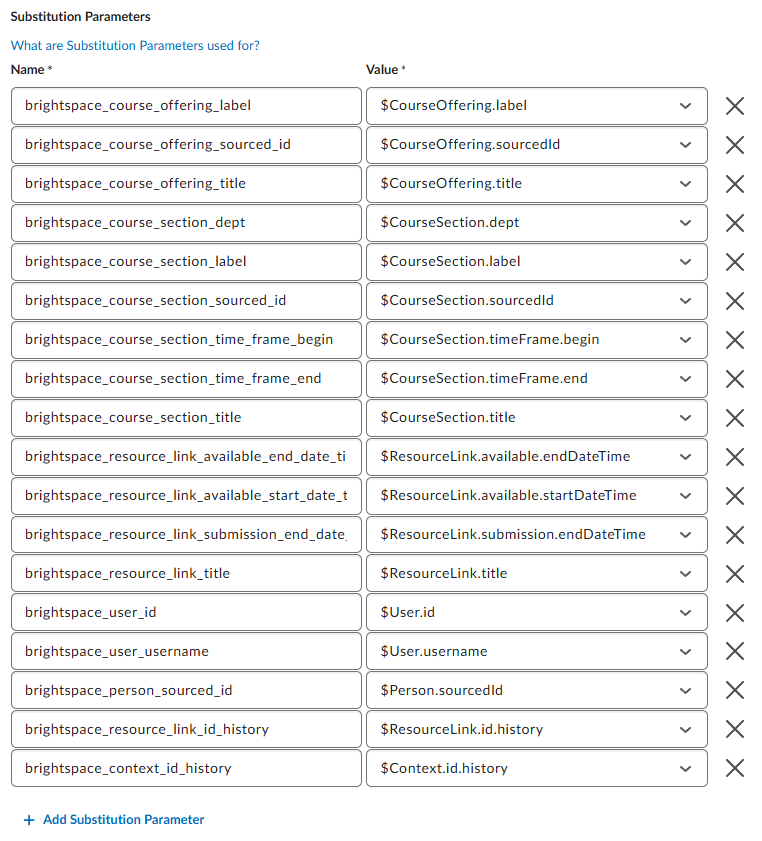 Substitution Parameters
What are Substitution Parameters used for?
Name * Value *
brightspace_course_offering_label $CourseOffering.label
brightspace_course_offering_sourced_id $CourseOffering.sourcedId
brightspace_course_offering_title $CourseOffering.title
brightspace_course_section_dept $CourseSection.dept
brightspace_course_section_label $CourseSection.label
brightspace_course_section_sourced_id $CourseSection.sourcedId
brightspace_course_section_time_frame_begin $CourseSection.timeFrame.begin
brightspace_course_section_time_frame_end $CourseSection.timeFrame.end
brightspace_course_section_title $CourseSection.title
brightspace_resource_link_available_end_date_ti $ResourceLink.available.endDateTime
brightspace_resource_link_available_start_date_t $ResourceLink.available.startDateTime
brightspace_resource_link_submission_end_date_ $ResourceLink.submission.endDateTime
brightspace_resource_link_title $ResourceLink.title
brightspace_user_id $User.id
brightspace_user_username $User.username
brightspace_person_sourced_id $Person.sourcedId
brightspace_resource_link_id_history $ResourceLink.id.history
brightspace_context_id_history $Context.id.history
+ Add Substitution Parameter